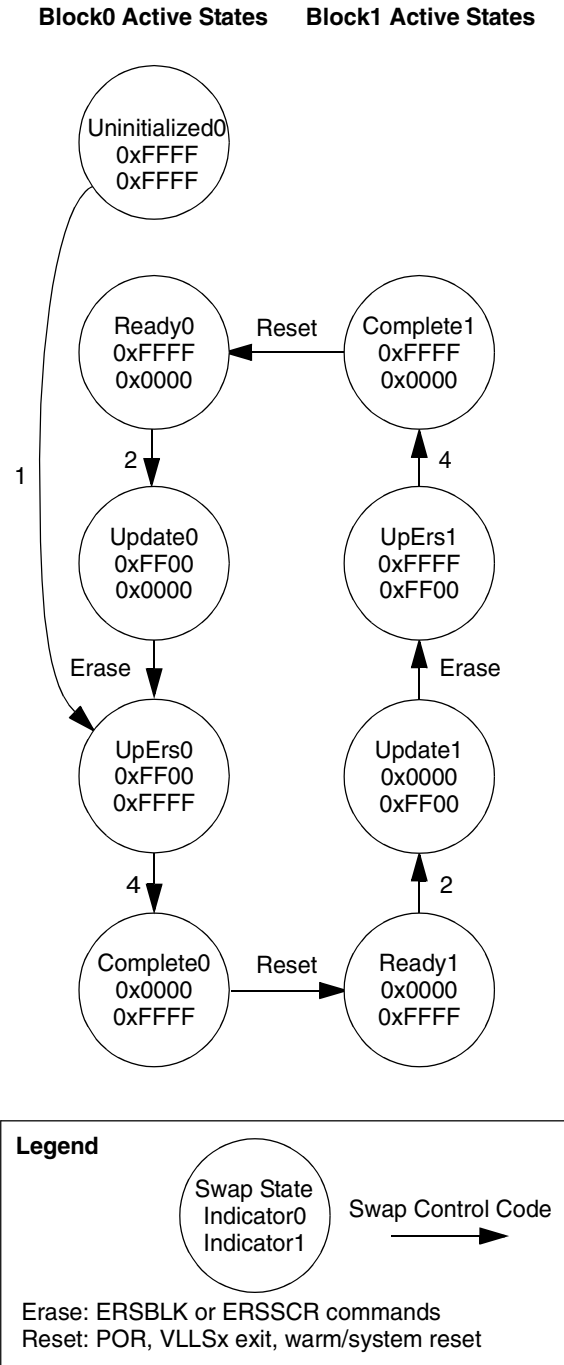 Block0 Active States
Block1 Active States
Uninitialized0
0xFFFF
0xFFFF
1
Ready0
0xFFFF
0x0000
Reset
Complete1
0xFFFF
0x0000
2
4
Update0
0xFF00
0x0000
UpErs1
0xFFFF
0xFF00
Erase
Erase
UpErs0
0xFF00
0xFFFF
Update1
0x0000
0xFF00
4
2
Complete0
0x0000
0xFFFF
Reset
Ready1
0x0000
0xFFFF
Legend
Swap State
Indicator0
Indicator1
Swap Control Code
Erase: ERSBLK or ERSSCR commands
Reset: POR, VLLSx exit, warm/system reset